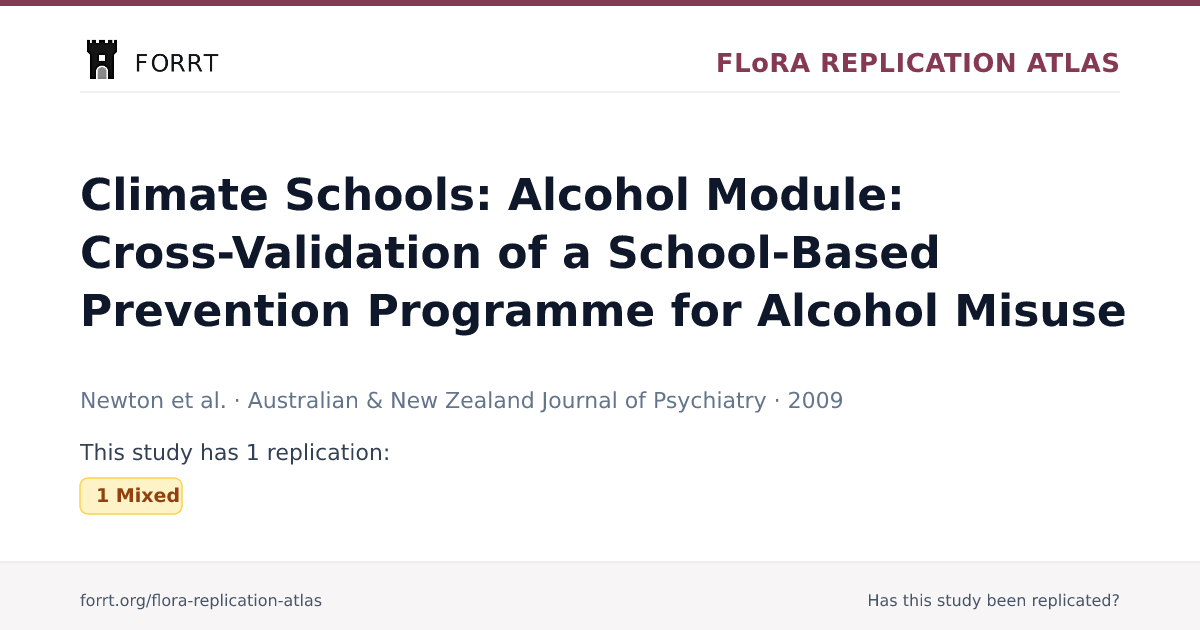 FORRT
FLoRA REPLICATION ATLAS
Climate Schools: Alcohol Module:
Cross-Validation of a School-Based
Prevention Programme for Alcohol Misuse
Newton et al. · Australian & New Zealand Journal of Psychiatry · 2009
This study has 1 replication:
1 Mixed
forrt.org/flora-replication-atlas
Has this study been replicated?